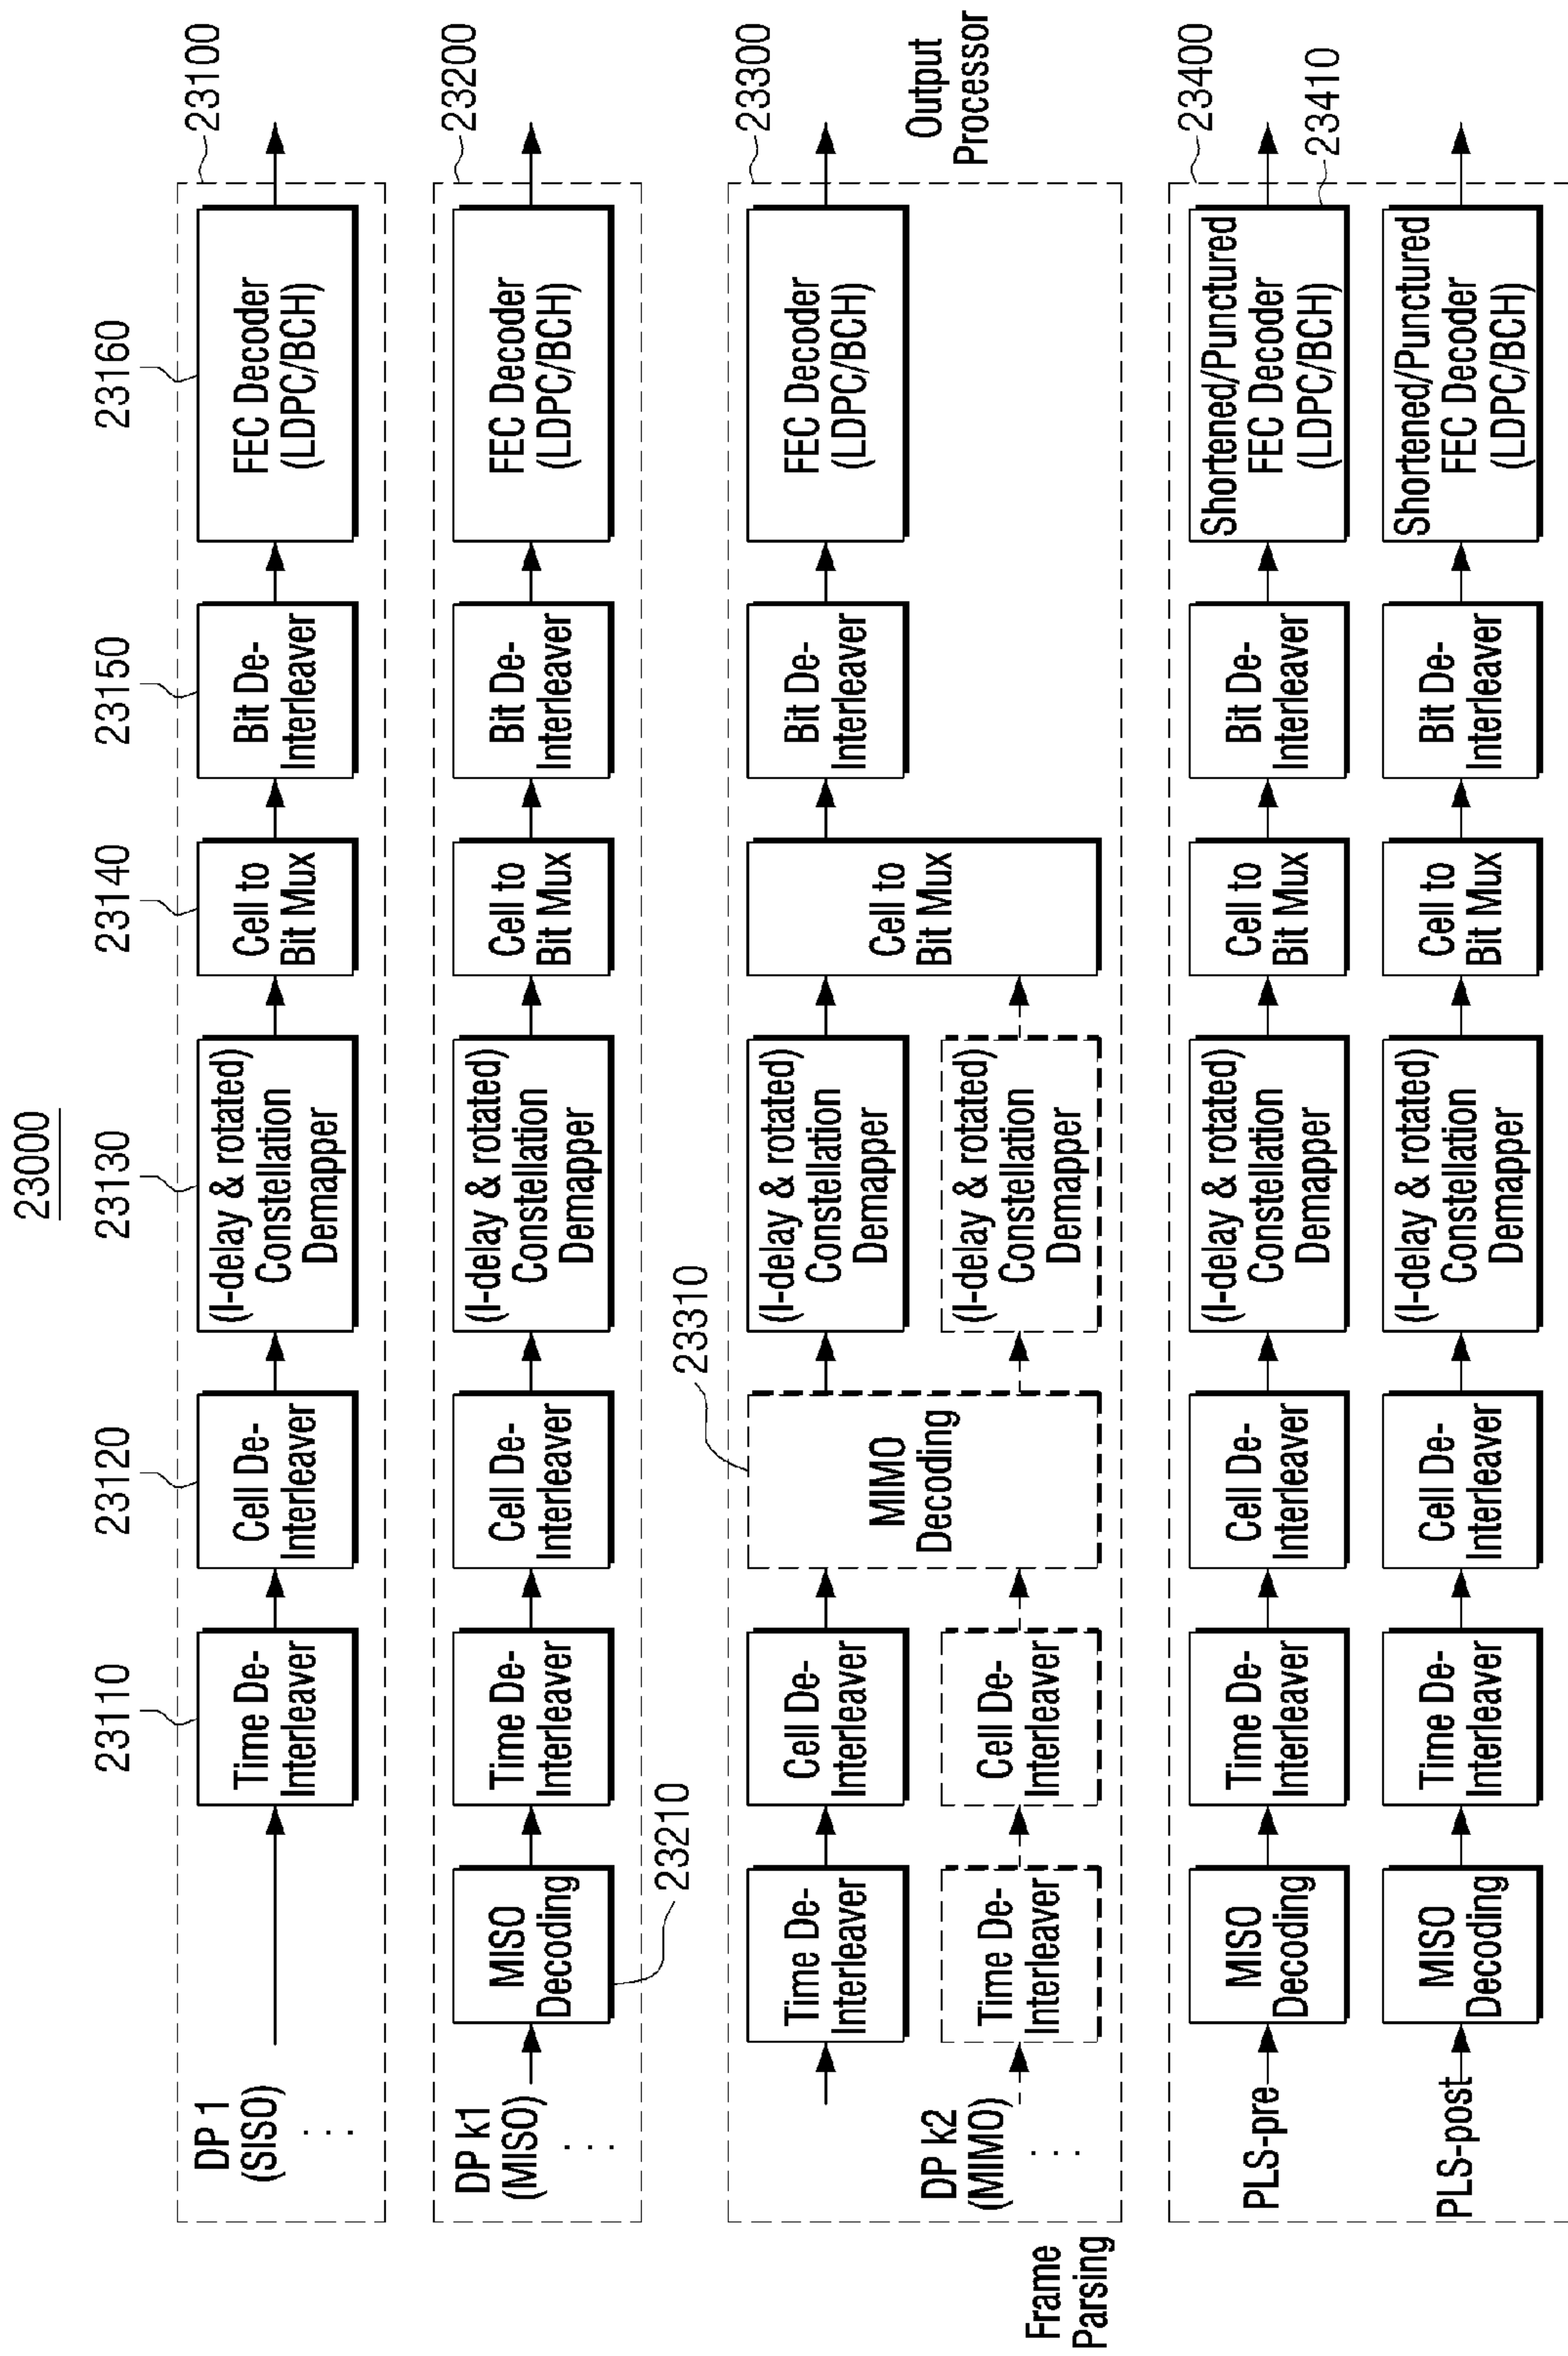 23000
23110
23120
23130
23140
23150
23160
23100
DP 1
(SISO)
⋮
Time De-
Interleaver
Cell De-
Interleaver
(I-delay & rotated)
Constellation
Demapper
Cell to
Bit Mux
Bit De-
Interleaver
FEC Decoder
(LDPC/BCH)
23200
DP k1
(MISO)
⋮
MISO
Decoding
23210
Time De-
Interleaver
Cell De-
Interleaver
(I-delay & rotated)
Constellation
Demapper
Cell to
Bit Mux
Bit De-
Interleaver
FEC Decoder
(LDPC/BCH)
23310
23300
Time De-
Interleaver
Cell De-
Interleaver
MIMO
Decoding
(I-delay & rotated)
Constellation
Demapper
Cell to
Bit Mux
Bit De-
Interleaver
FEC Decoder
(LDPC/BCH)
Output
Processor
DP k2
(MIMO)
⋮
Time De-
Interleaver
Cell De-
Interleaver
(I-delay & rotated)
Constellation
Demapper
Frame
Parsing
23400
PLS-pre
MISO
Decoding
Time De-
Interleaver
Cell De-
Interleaver
(I-delay & rotated)
Constellation
Demapper
Cell to
Bit Mux
Bit De-
Interleaver
Shortened/Punctured
FEC Decoder
(LDPC/BCH)
23410
PLS-post
MISO
Decoding
Time De-
Interleaver
Cell De-
Interleaver
(I-delay & rotated)
Constellation
Demapper
Cell to
Bit Mux
Bit De-
Interleaver
Shortened/Punctured
FEC Decoder
(LDPC/BCH)